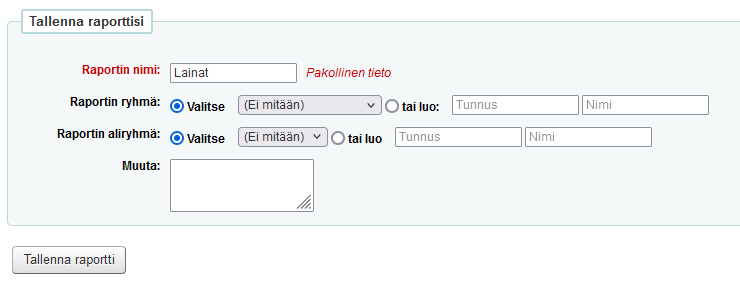 Tallenna raporttisi
Raportin nimi: Lainat Pakollinen tieto
Raportin ryhmä: Valitse (Ei mitään) tai luo: Tunnus Nimi
Raportin aliryhmä: Valitse (Ei mitään) tai luo Tunnus Nimi
Muuta:
Tallenna raportti